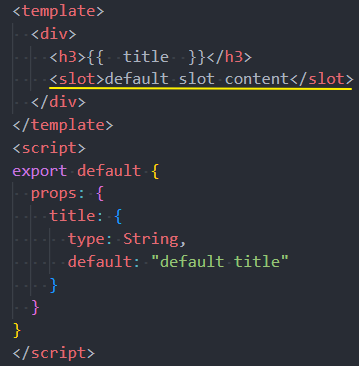 <template>
  <div>
    <h3>{{  title  }}</h3>
    <slot>default slot content</slot>
  </div>
</template>
<script>
export default {
  props: {
    title: {
      type: String,
      default: "default title"
    }
  }
}
</script>